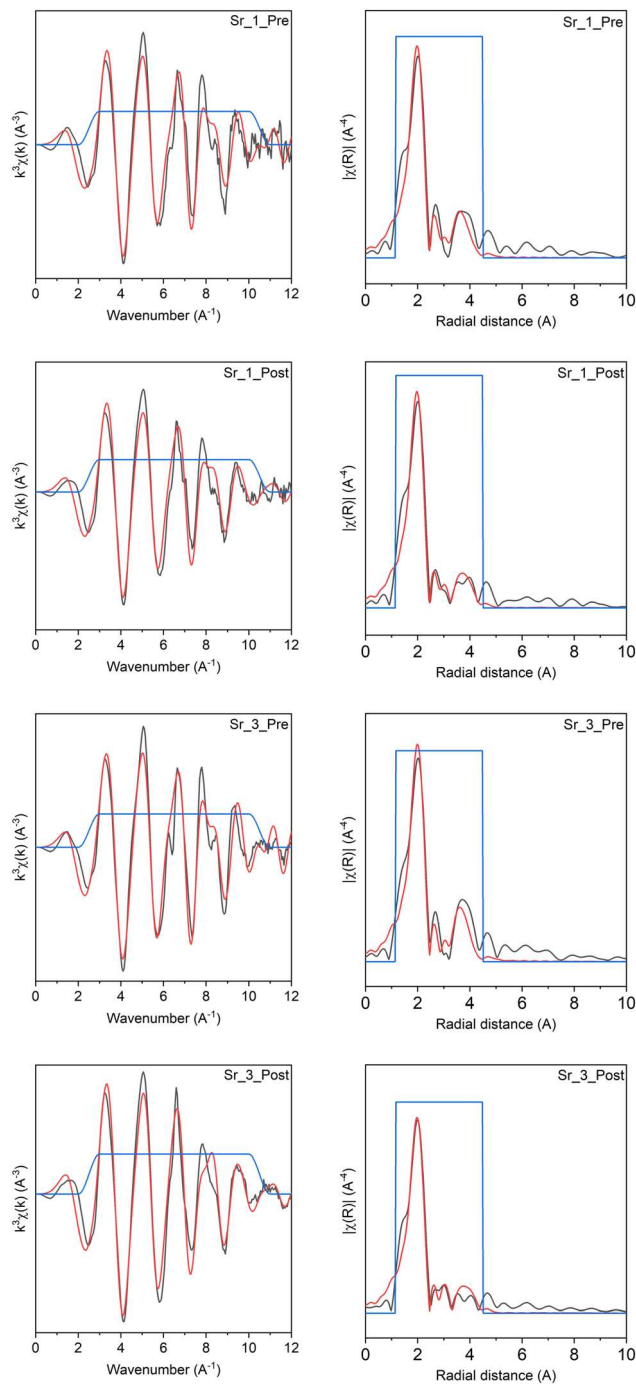 Sr_1_Pre
k³χ(k) (A⁻³)
0 2 4 6 8 10 12
Wavenumber (A⁻¹)
Sr_1_Pre
|χ(R)| (A⁻⁴)
0 2 4 6 8 10
Radial distance (A)
Sr_1_Post
k³χ(k) (A⁻³)
0 2 4 6 8 10 12
Wavenumber (A⁻¹)
Sr_1_Post
|χ(R)| (A⁻⁴)
0 2 4 6 8 10
Radial distance (A)
Sr_3_Pre
k³χ(k) (A⁻³)
0 2 4 6 8 10 12
Wavenumber (A⁻¹)
Sr_3_Pre
|χ(R)| (A⁻⁴)
0 2 4 6 8 10
Radial distance (A)
Sr_3_Post
k³χ(k) (A⁻³)
0 2 4 6 8 10 12
Wavenumber (A⁻¹)
Sr_3_Post
|χ(R)| (A⁻⁴)
0 2 4 6 8 10
Radial distance (A)